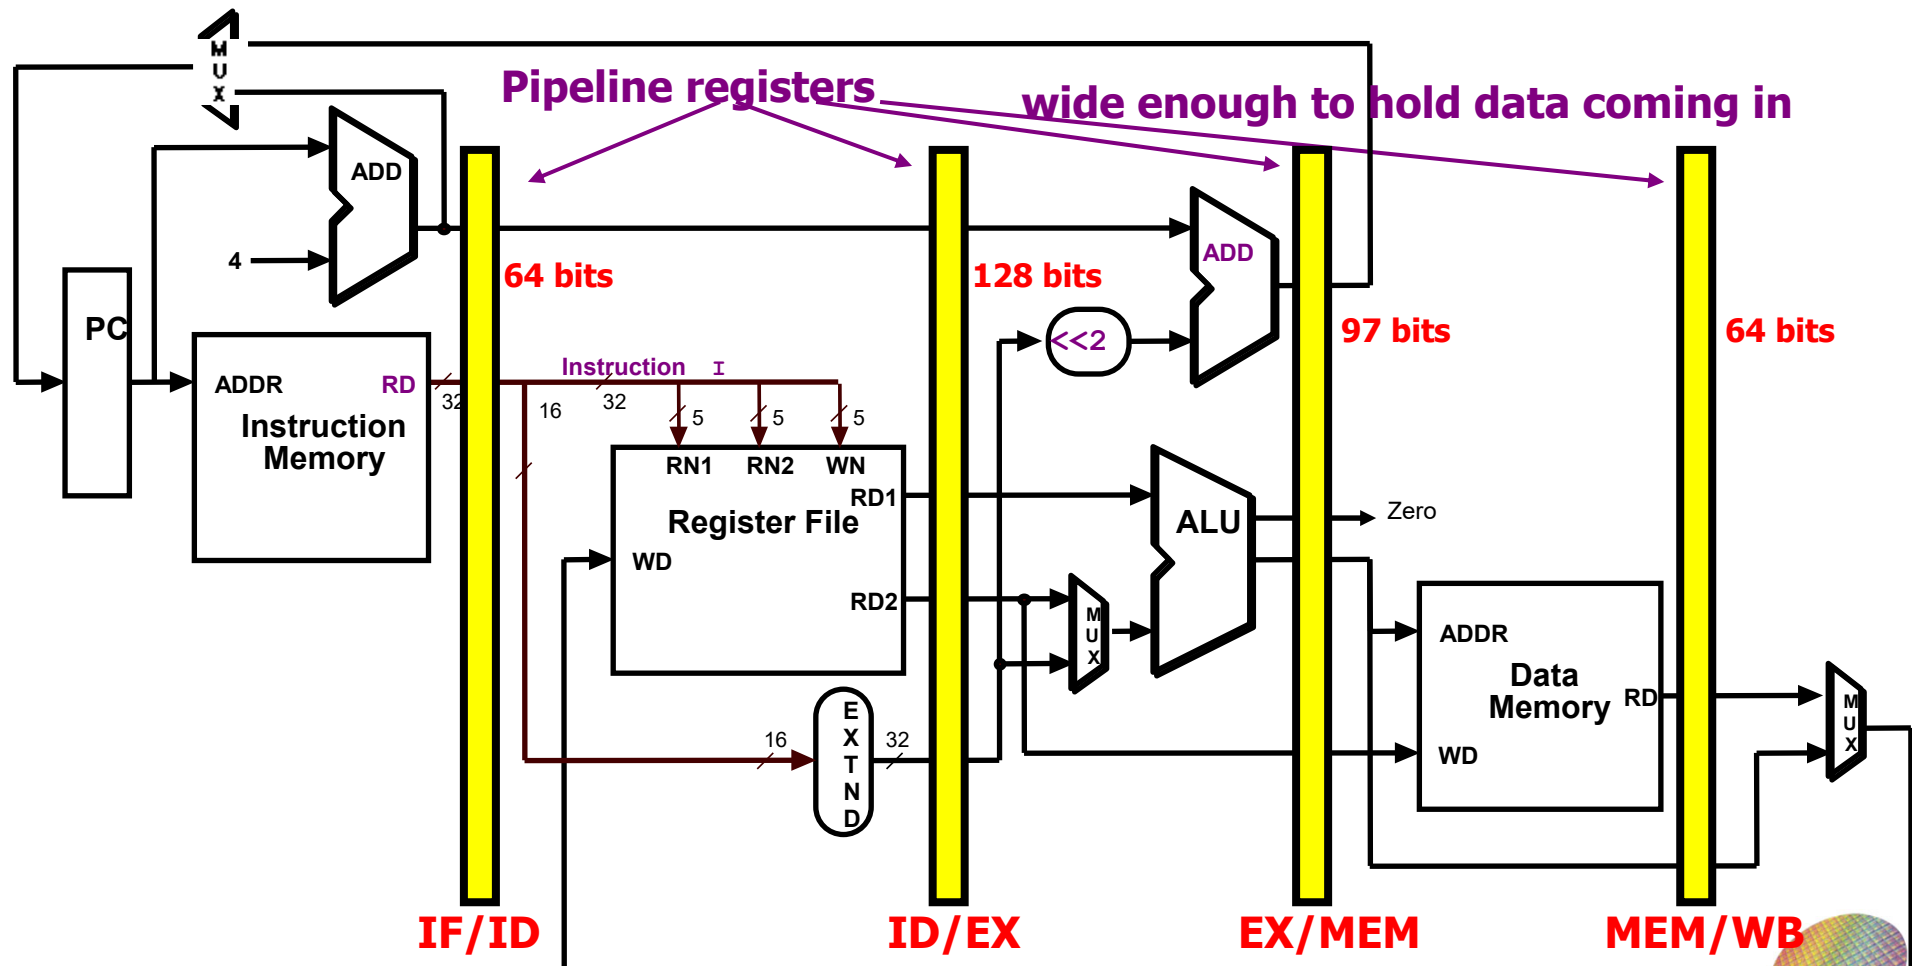 MUX
Pipeline registers
wide enough to hold data coming in
ADD
4
PC
ADDR
RD
Instruction
Memory
32
64 bits
Instruction I
16
32
5
5
5
RN1
RN2
WN
RD1
Register File
WD
RD2
16
EXTND
32
128 bits
ADD
<<2
MUX
ALU
97 bits
Zero
ADDR
Data
Memory
RD
WD
64 bits
MUX
IF/ID
ID/EX
EX/MEM
MEM/WB